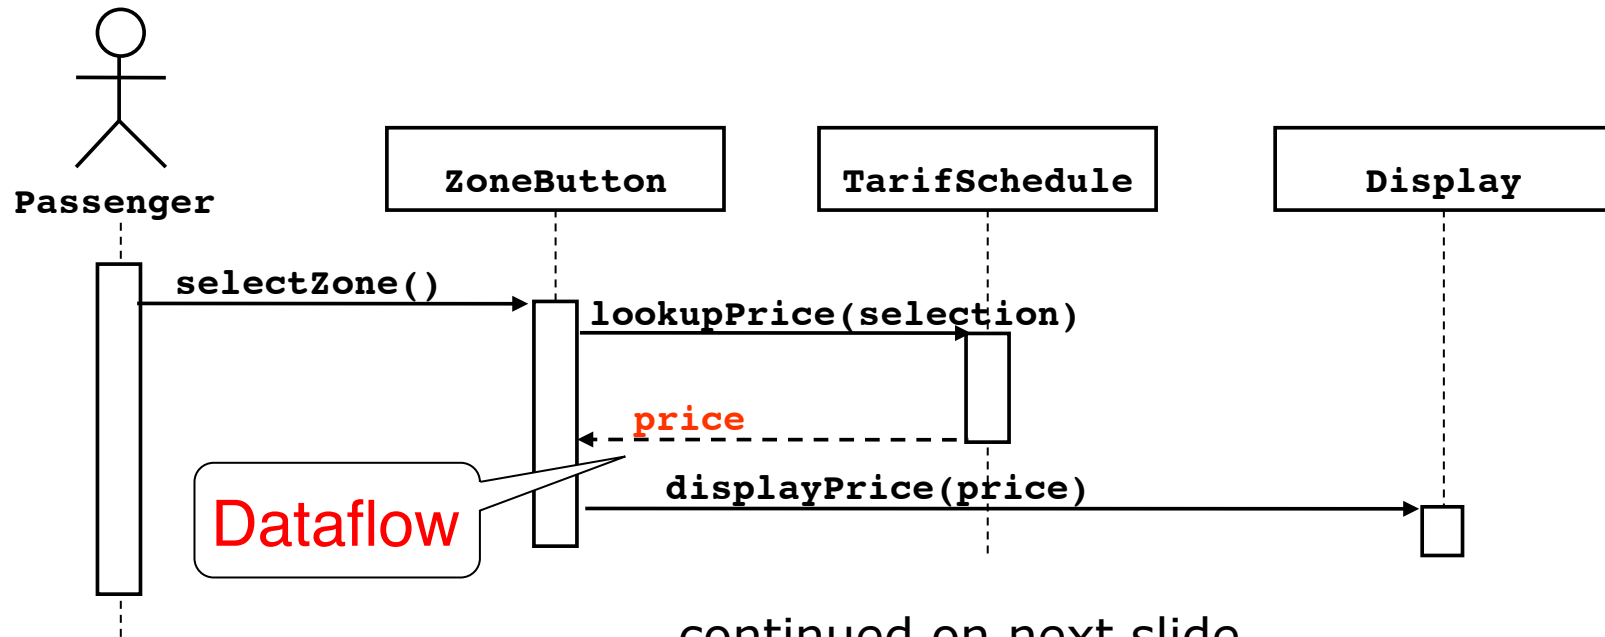 Passenger
ZoneButton
TarifSchedule
Display
selectZone()
lookupPrice(selection)
price
Dataflow
displayPrice(price)
continued on next slide